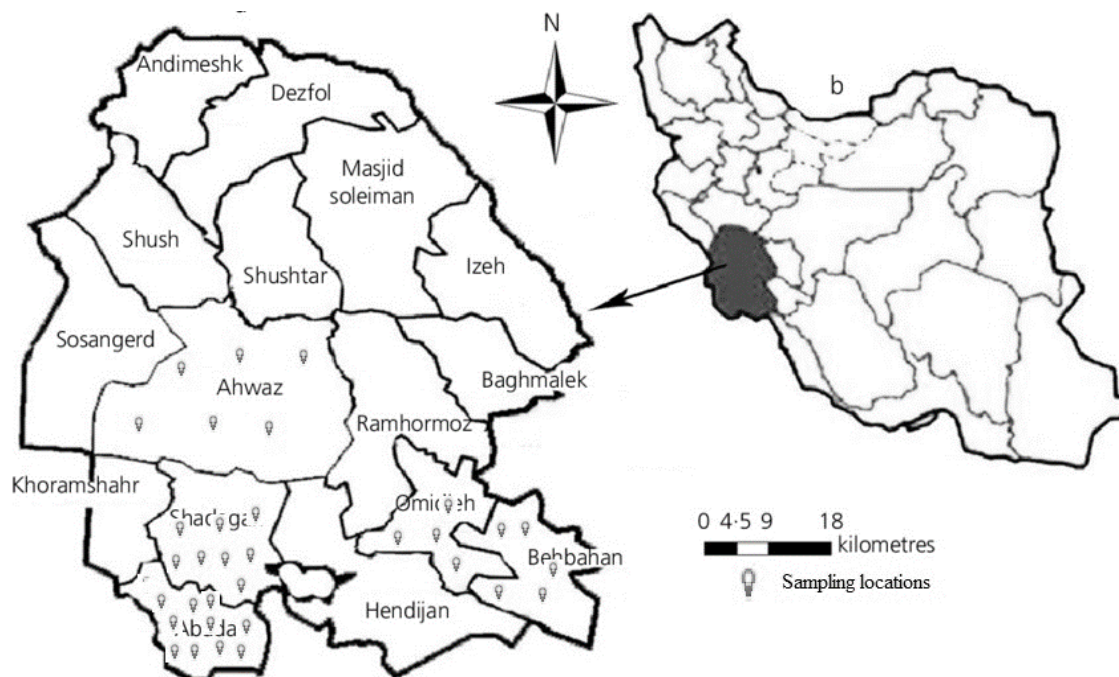 N
b
Andimeshk
Dezfol
Masjid
soleiman
Shush
Shushtar
Izeh
Sosangerd
Ahwaz
Baghmalek
Ramhormoz
Khoramshahr
Behbahan
Hendijan
0 4·5 9 18
kilometres
Sampling locations